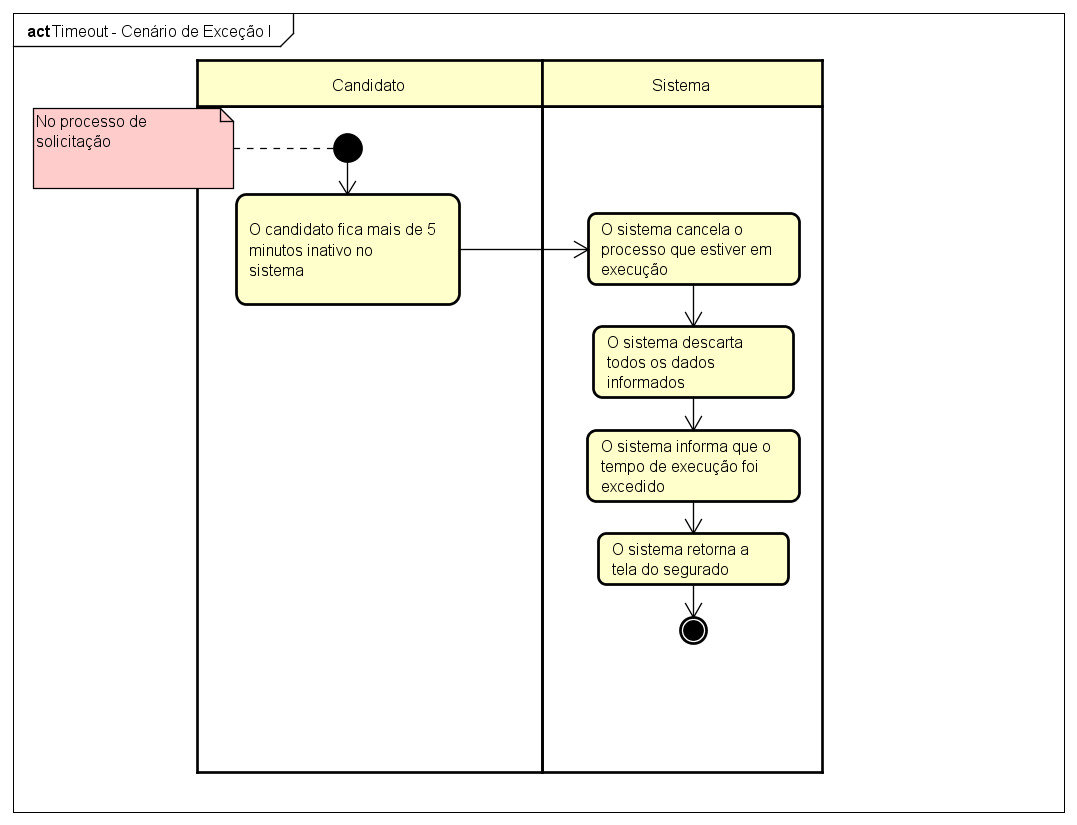 act Timeout - Cenário de Exceção I
Candidato
Sistema
No processo de
solicitação
O candidato fica mais de 5
minutos inativo no
sistema
O sistema cancela o
processo que estiver em
execução
O sistema descarta
todos os dados
informados
O sistema informa que o
tempo de execução foi
excedido
O sistema retorna a
tela do segurado